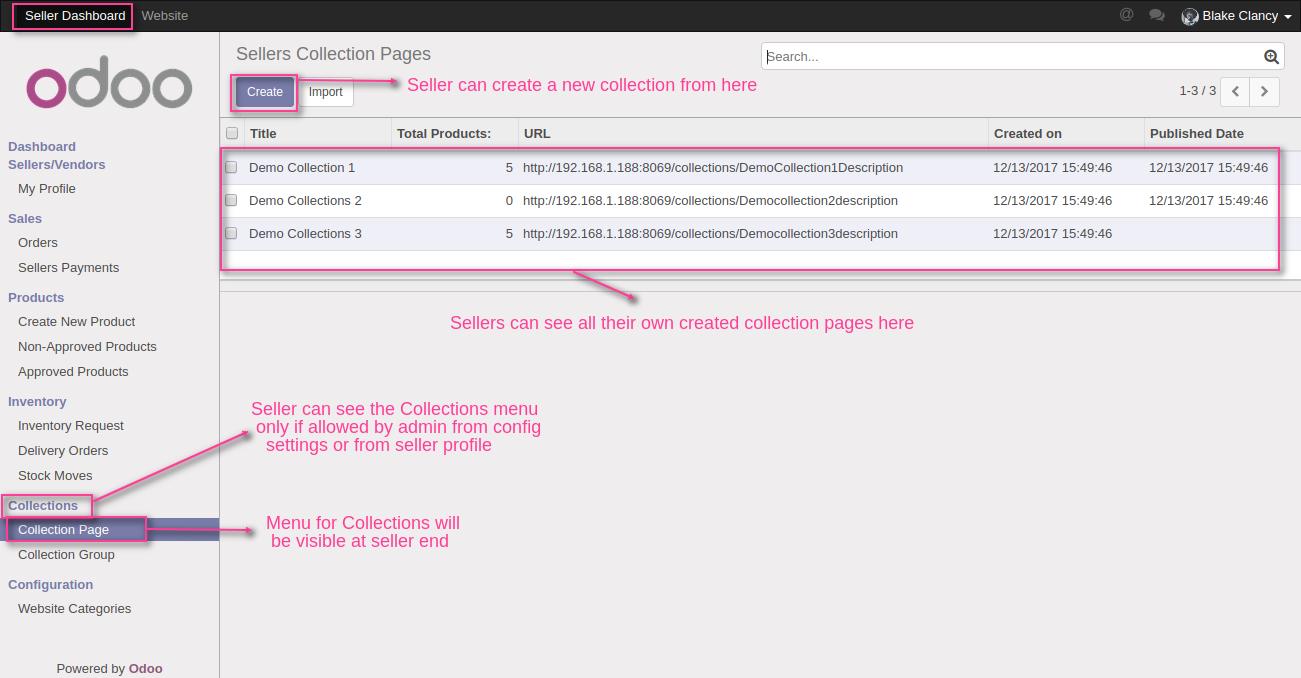 Seller Dashboard Website @ Blake Clancy
odoo
Sellers Collection Pages
Search...
Create Import
Seller can create a new collection from here
1-3 / 3
Title Total Products: URL Created on Published Date
Demo Collection 1 5 http://192.168.1.188:8069/collections/DemoCollection1Description 12/13/2017 15:49:46 12/13/2017 15:49:46
Demo Collections 2 0 http://192.168.1.188:8069/collections/Democollection2description 12/13/2017 15:49:46 12/13/2017 15:49:46
Demo Collections 3 5 http://192.168.1.188:8069/collections/Democollection3description 12/13/2017 15:49:46
Sellers can see all their own created collection pages here
Dashboard
Sellers/Vendors
My Profile
Sales
Orders
Sellers Payments
Products
Create New Product
Non-Approved Products
Approved Products
Inventory
Inventory Request
Delivery Orders
Stock Moves
Collections
Collection Page
Collection Group
Configuration
Website Categories
Powered by Odoo
Seller can see the Collections menu
only if allowed by admin from config
settings or from seller profile
Menu for Collections will
be visible at seller end